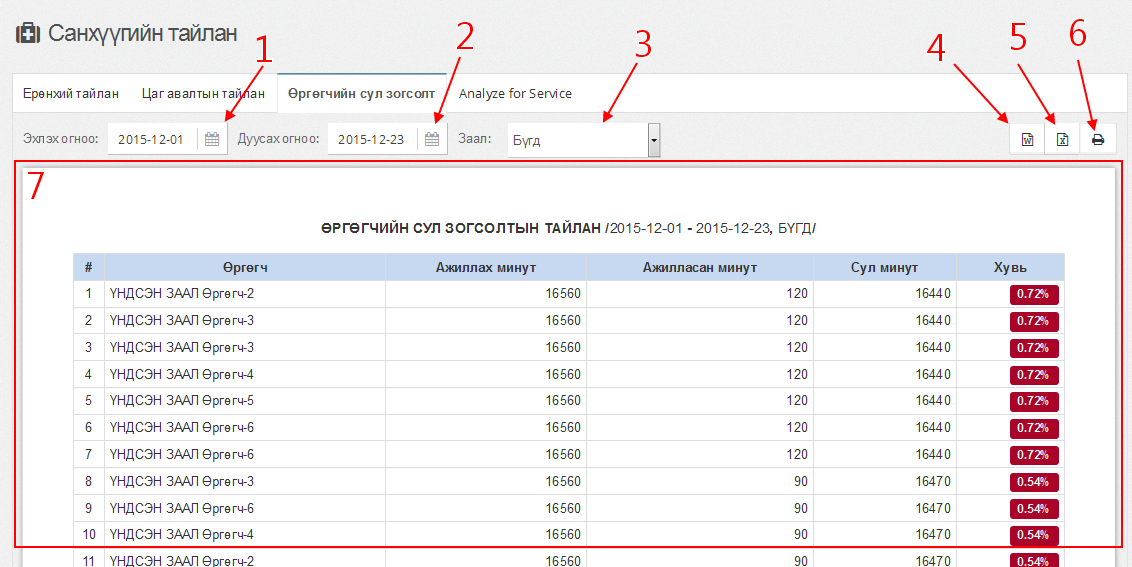 Санхүүгийн тайлан
1 2 3 4 5 6
Ерөнхий тайлан Цаг авалтын тайлан Өргөгчийн сул зогсолт Analyze for Service
Эхлэх огноо: 2015-12-01 Дуусах огноо: 2015-12-23 Заал: Бүгд
7
ӨРГӨГЧИЙН СУЛ ЗОГСОЛТЫН ТАЙЛАН /2015-12-01 - 2015-12-23, БҮГД/
# Өргөгч Ажиллах минут Ажилласан минут Сул минут Хувь
1 ҮНДСЭН ЗААЛ Өргөгч-2 16560 120 16440 0.72%
2 ҮНДСЭН ЗААЛ Өргөгч-3 16560 120 16440 0.72%
3 ҮНДСЭН ЗААЛ Өргөгч-3 16560 120 16440 0.72%
4 ҮНДСЭН ЗААЛ Өргөгч-4 16560 120 16440 0.72%
5 ҮНДСЭН ЗААЛ Өргөгч-5 16560 120 16440 0.72%
6 ҮНДСЭН ЗААЛ Өргөгч-6 16560 120 16440 0.72%
7 ҮНДСЭН ЗААЛ Өргөгч-6 16560 120 16440 0.72%
8 ҮНДСЭН ЗААЛ Өргөгч-3 16560 90 16470 0.54%
9 ҮНДСЭН ЗААЛ Өргөгч-6 16560 90 16470 0.54%
10 ҮНДСЭН ЗААЛ Өргөгч-4 16560 90 16470 0.54%
11 ҮНДСЭН ЗААЛ Өргөгч-2 16560 90 16470 0.54%